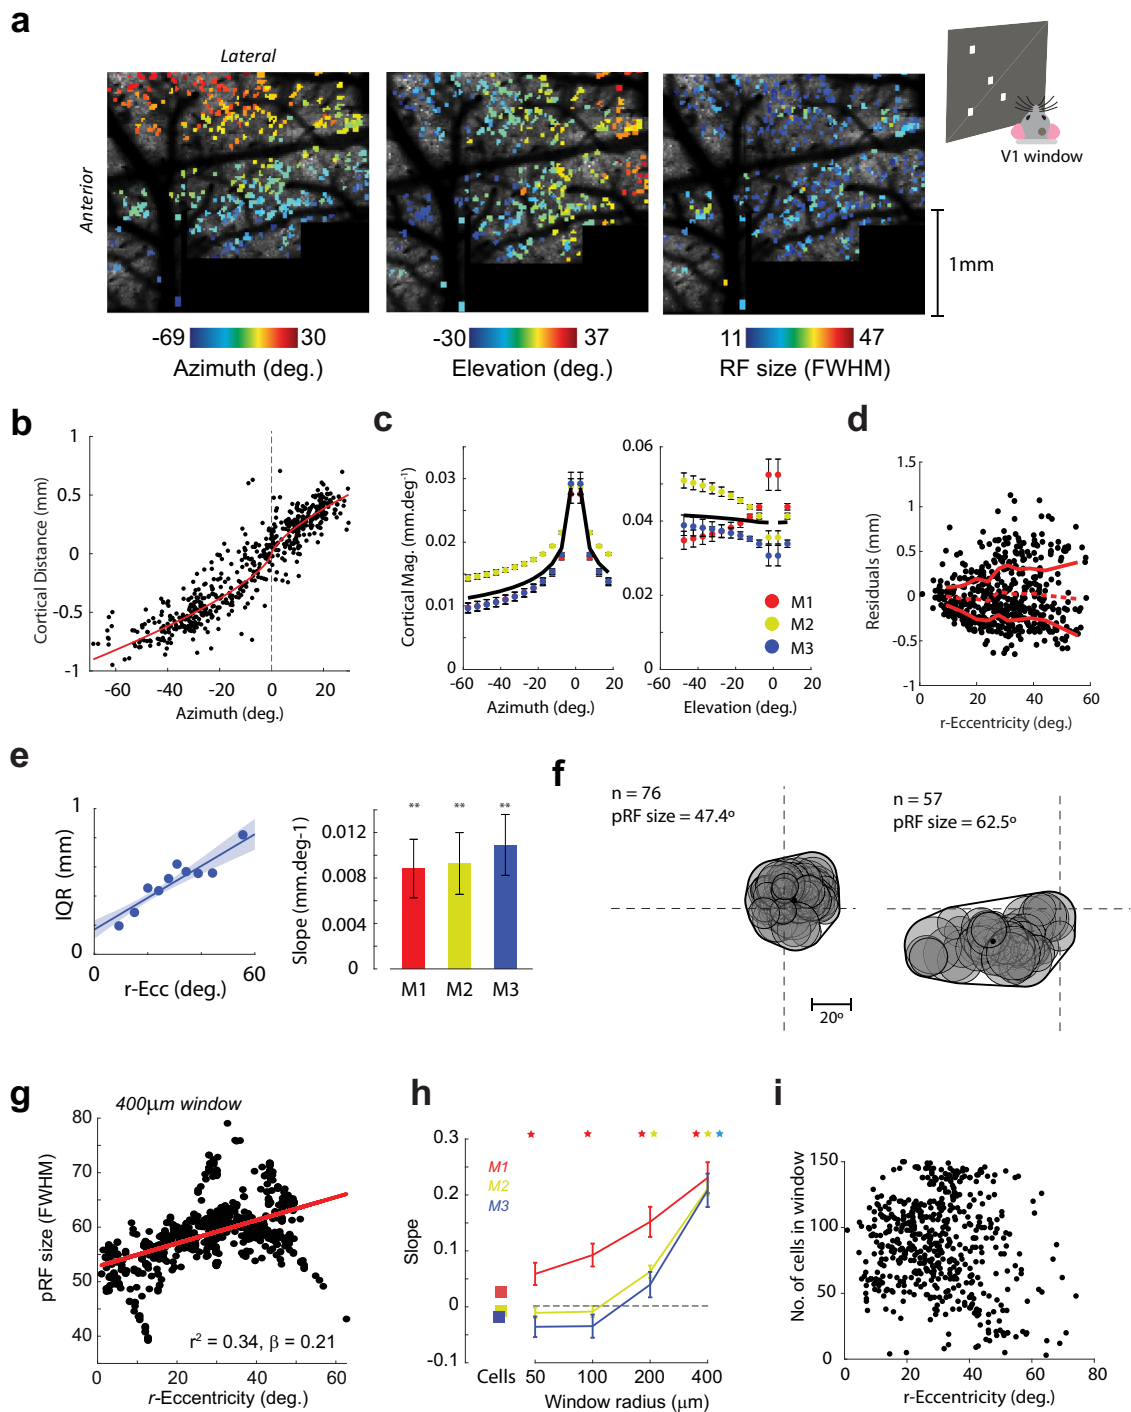 a
Lateral
Anterior
V1 window
1mm
-69 30
Azimuth (deg.)
-30 37
Elevation (deg.)
11 47
RF size (FWHM)
b
Cortical Distance (mm)
1
0.5
0
-0.5
-1
-60 -40 -20 0 20
Azimuth (deg.)
c
Cortical Mag. (mm.deg-1)
0.03
0.02
0.01
0
-60 -40 -20 0 20
Azimuth (deg.)
0.06
0.04
0.02
0
-60 -40 -20 0 20
Elevation (deg.)
M1
M2
M3
d
Residuals (mm)
1.5
1
0.5
0
-0.5
-1
0 20 40 60
r-Eccentricity (deg.)
e
IQR (mm)
1
0
0 60
r-Ecc (deg.)
Slope (mm.deg-1)
0.012
0.008
0.004
0
** ** **
M1 M2 M3
f
n = 76
pRF size = 47.4º
n = 57
pRF size = 62.5º
20º
g
400μm window
pRF size (FWHM)
80
70
60
50
40
r² = 0.34, β = 0.21
0 20 40 60
r-Eccentricity (deg.)
h
Slope
0.3
0.2
0.1
0
-0.1
M1
M2
M3
Cells 50 100 200 400
Window radius (μm)
i
No. of cells in window
150
100
50
0
0 20 40 60 80
r-Eccentricity (deg.)